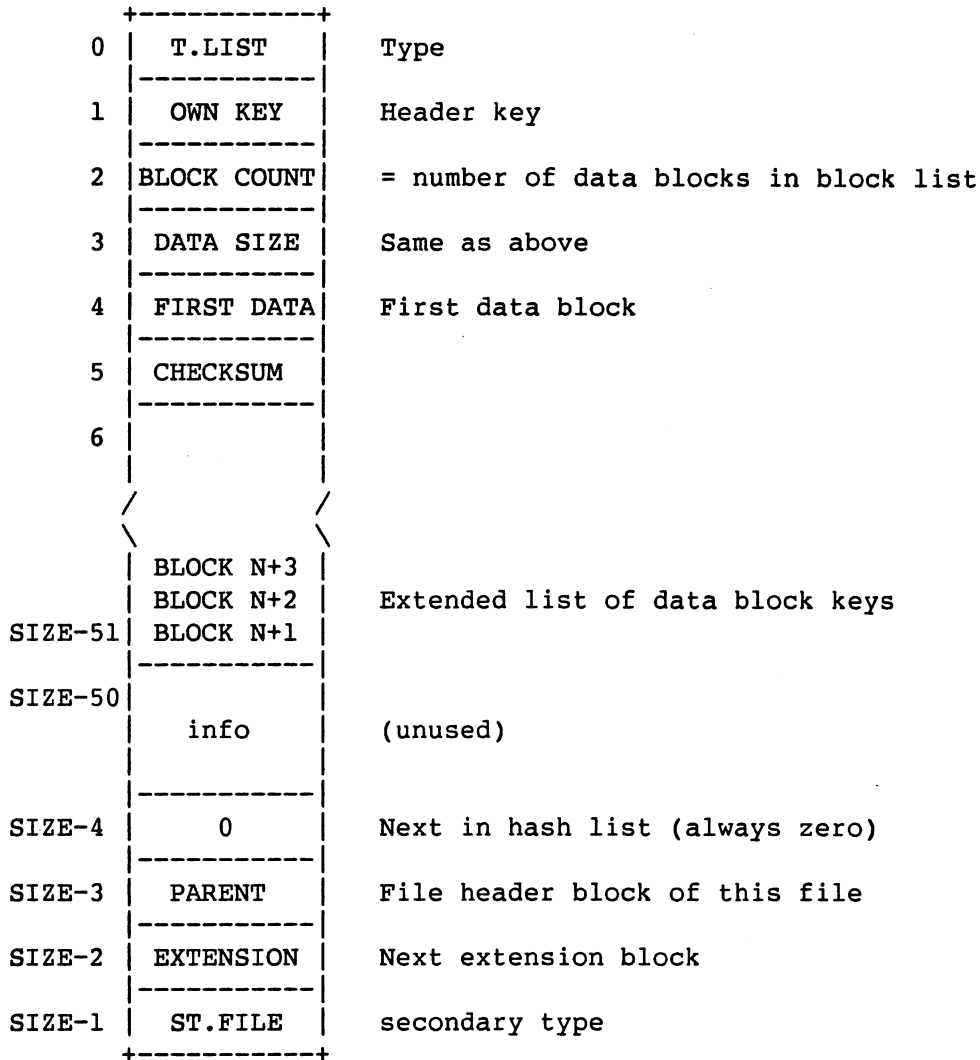 0 T.LIST Type
1 OWN KEY Header key
2 BLOCK COUNT = number of data blocks in block list
3 DATA SIZE Same as above
4 FIRST DATA First data block
5 CHECKSUM
6
BLOCK N+3
BLOCK N+2 Extended list of data block keys
SIZE-51 BLOCK N+1
SIZE-50
info (unused)
SIZE-4 0 Next in hash list (always zero)
SIZE-3 PARENT File header block of this file
SIZE-2 EXTENSION Next extension block
SIZE-1 ST.FILE secondary type